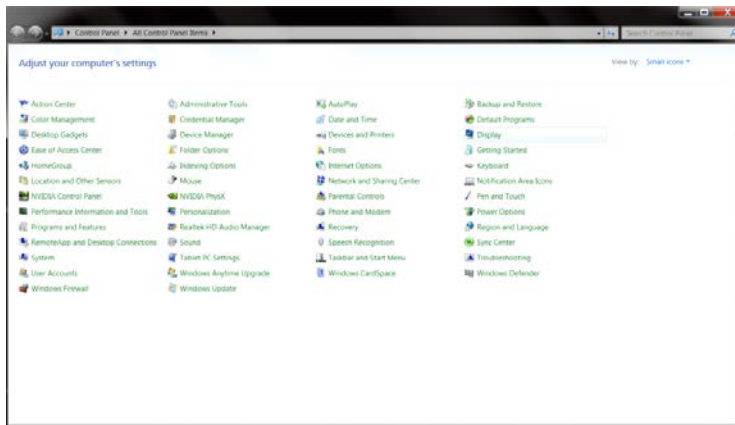 Control Panel ▸ All Control Panel Items ▸
Search Control Panel
Adjust your computer's settings
View by: Small icons
Action Center
Administrative Tools
AutoPlay
Backup and Restore
Color Management
Credential Manager
Date and Time
Default Programs
Desktop Gadgets
Device Manager
Devices and Printers
Display
Ease of Access Center
Folder Options
Fonts
Getting Started
HomeGroup
Indexing Options
Internet Options
Keyboard
Location and Other Sensors
Mouse
Network and Sharing Center
Notification Area Icons
NVIDIA Control Panel
NVIDIA PhysX
Parental Controls
Pen and Touch
Performance Information and Tools
Personalization
Phone and Modem
Power Options
Programs and Features
Realtek HD Audio Manager
Recovery
Region and Language
RemoteApp and Desktop Connections
Sound
Speech Recognition
Sync Center
System
Tablet PC Settings
Taskbar and Start Menu
Troubleshooting
User Accounts
Windows Anytime Upgrade
Windows CardSpace
Windows Defender
Windows Firewall
Windows Update